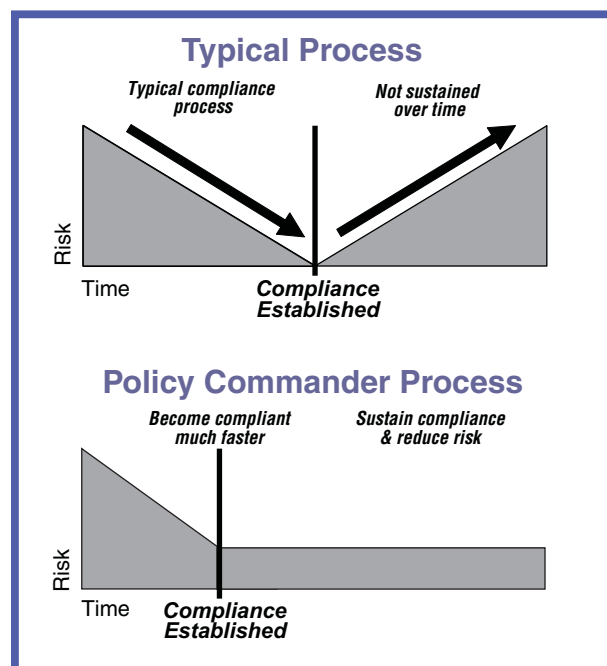 Typical Process
Typical compliance
process
Not sustained
over time
Risk
Time
Compliance
Established
Policy Commander Process
Become compliant
much faster
Sustain compliance
& reduce risk
Risk
Time
Compliance
Established